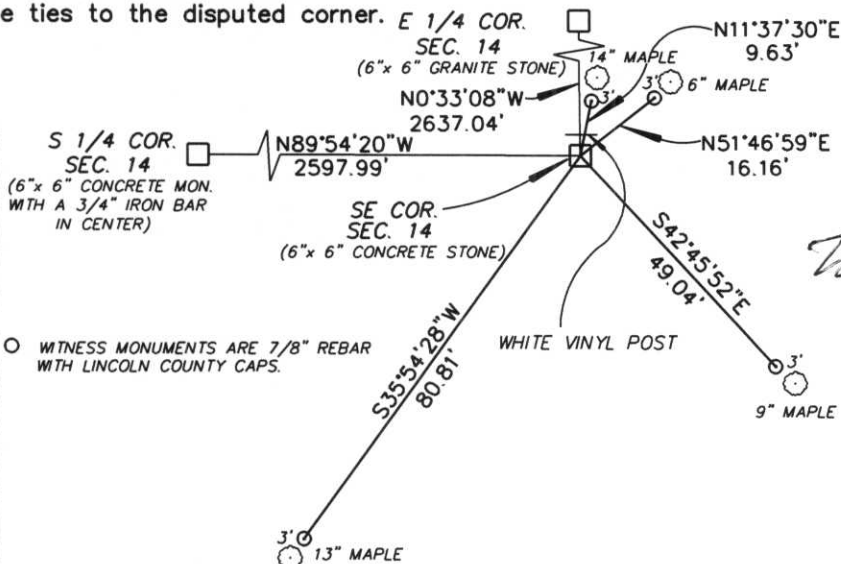 e ties to the disputed corner.
E 1/4 COR.
SEC. 14
(6"x 6" GRANITE STONE)
14" MAPLE
3'
N11°37'30"E
9.63'
3'
6" MAPLE
N0°33'08"W
2637.04'
S 1/4 COR.
SEC. 14
(6"x 6" CONCRETE MON.
WITH A 3/4" IRON BAR
IN CENTER)
N89°54'20"W
2597.99'
N51°46'59"E
16.16'
SE COR.
SEC. 14
(6"x 6" CONCRETE STONE)
S42°45'52"E
49.04'
WHITE VINYL POST
WITNESS MONUMENTS ARE 7/8" REBAR
WITH LINCOLN COUNTY CAPS.
S35°54'28"W
80.81'
3'
9" MAPLE
3'
13" MAPLE